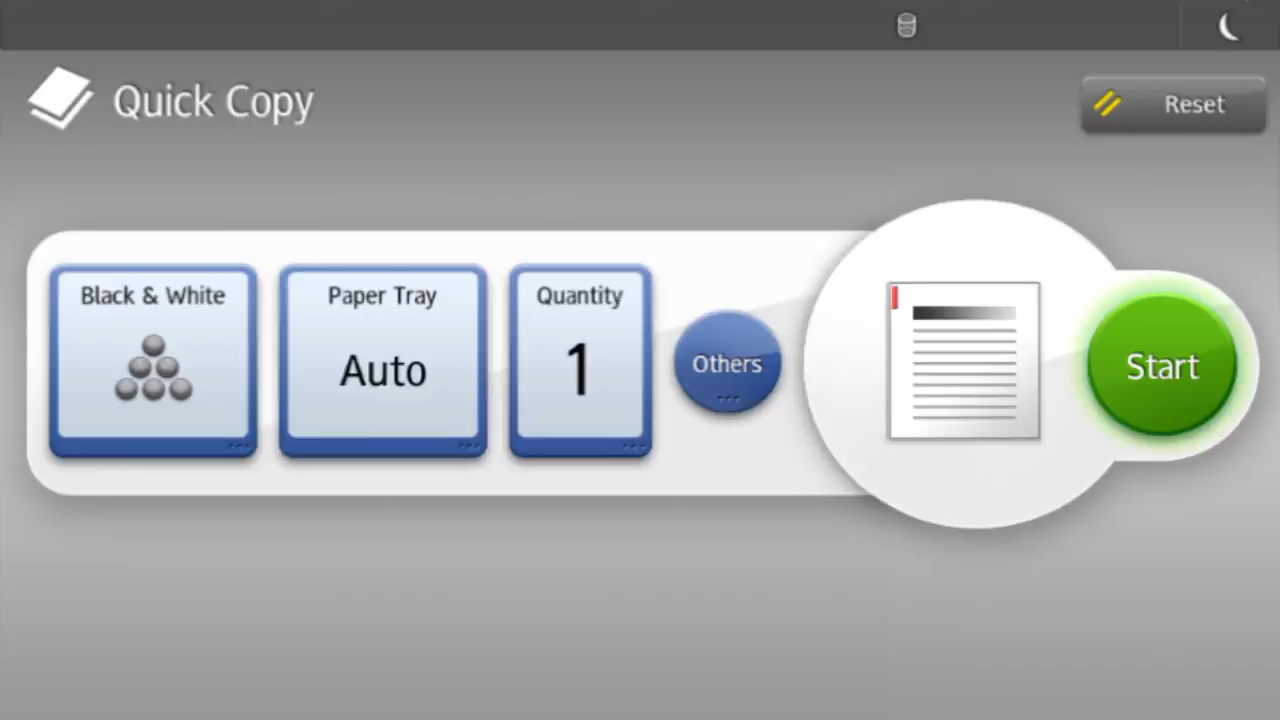 Quick Copy
Reset
Black & White
Paper Tray
Auto
Quantity
1
Others
Start